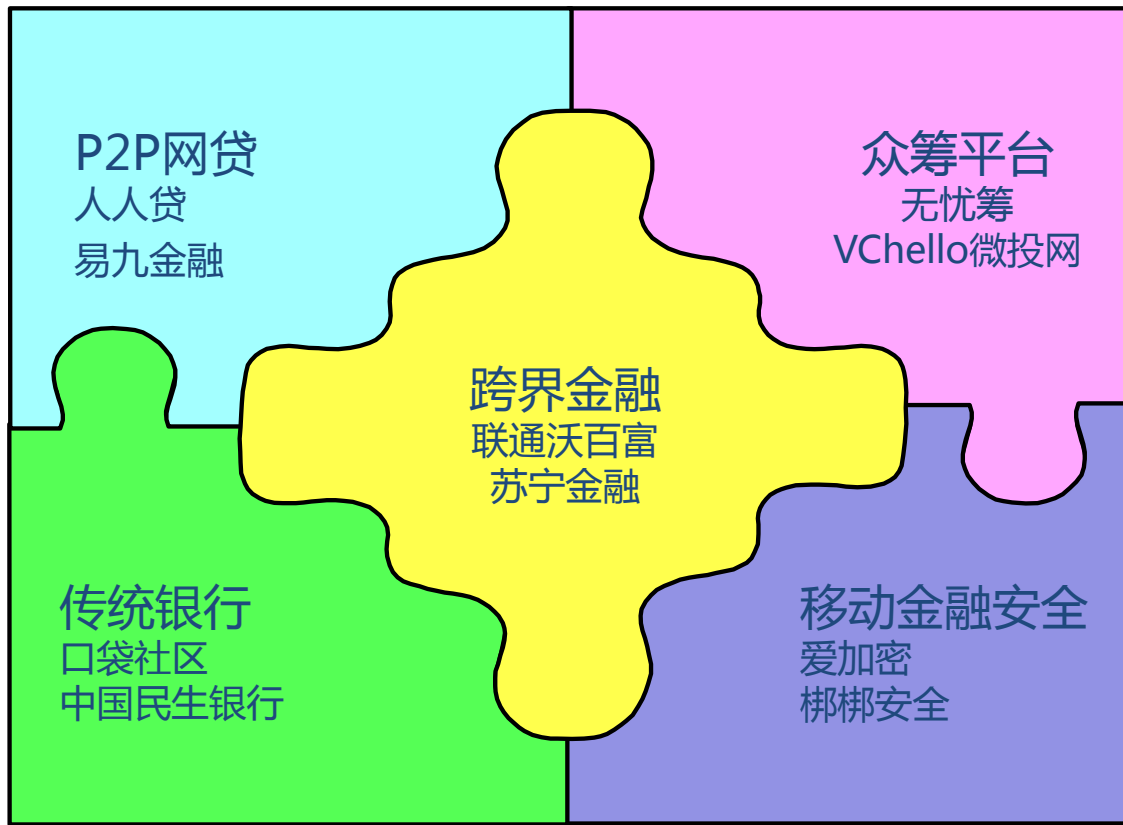 P2P网贷
人人贷
易九金融
众筹平台
无忧筹
VChello微投网
跨界金融
联通沃百富
苏宁金融
传统银行
口袋社区
中国民生银行
移动金融安全
爱加密
梆梆安全